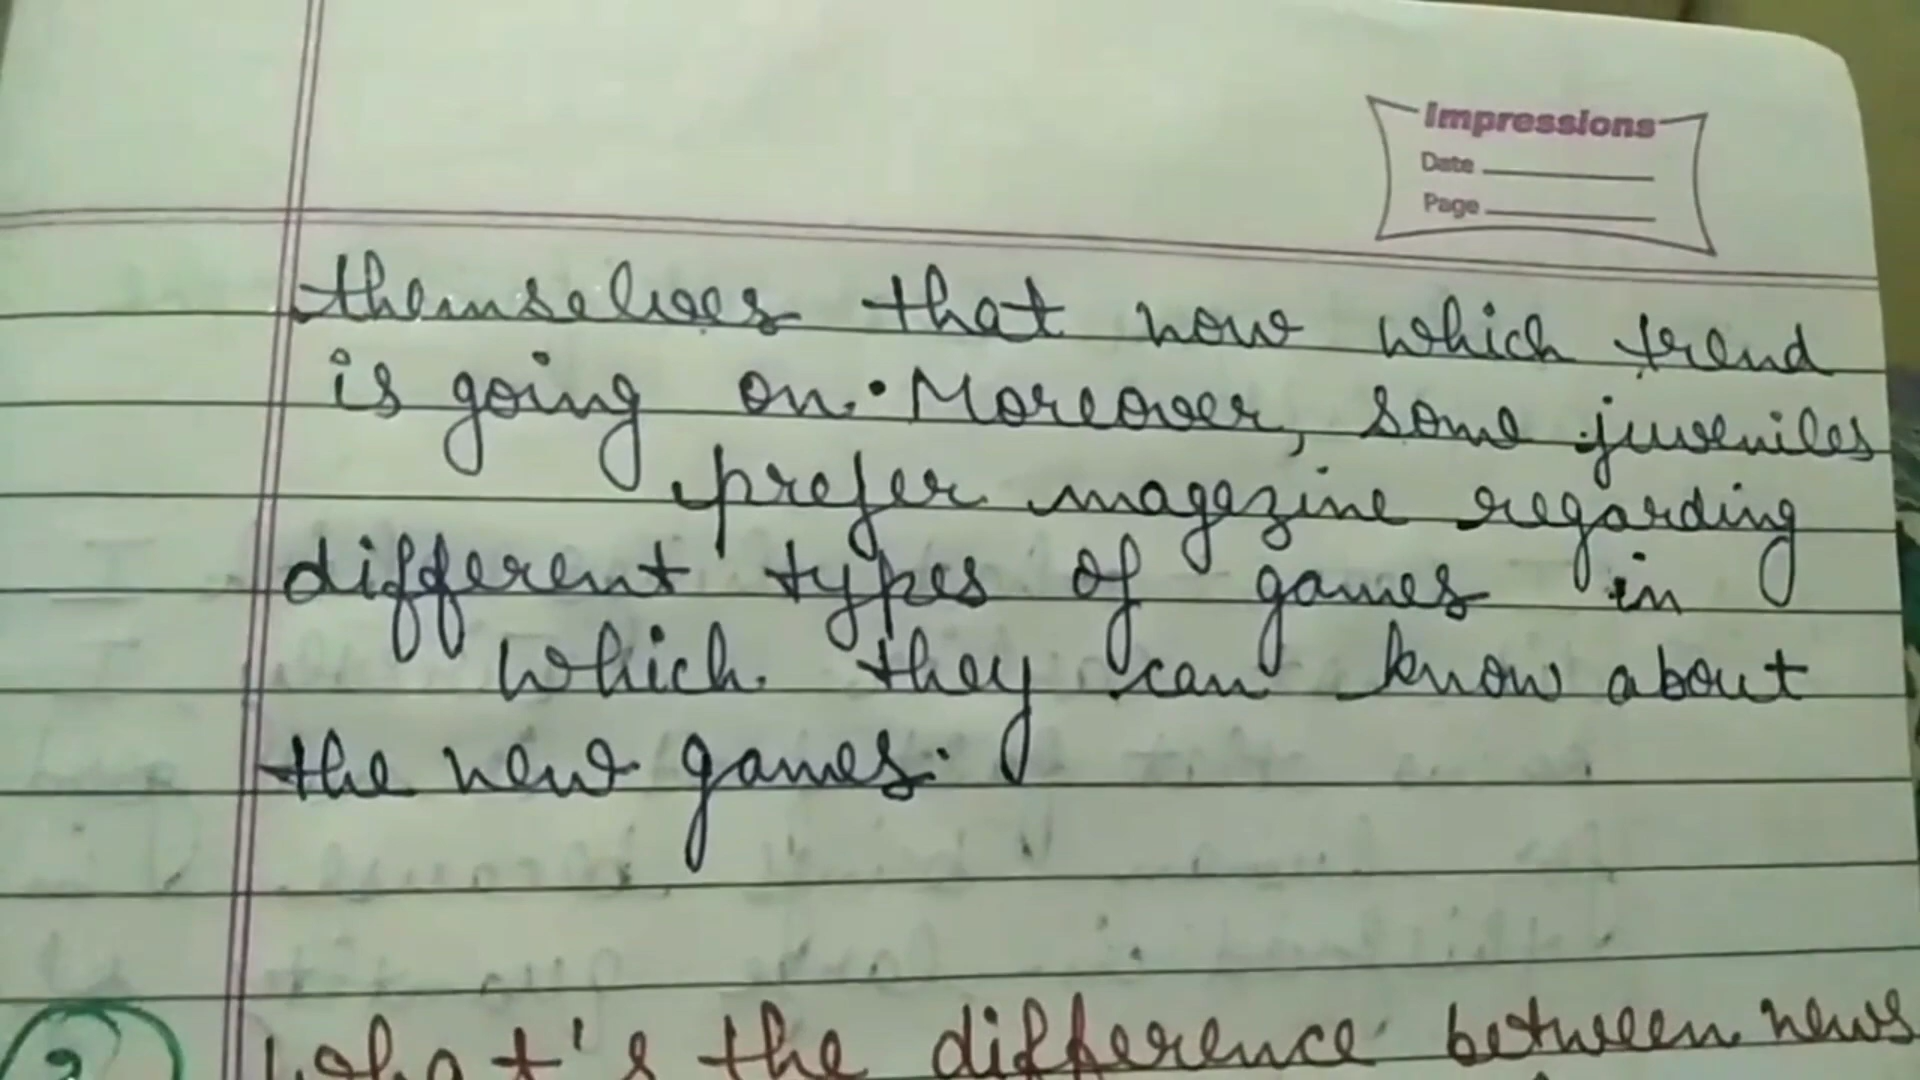 Impressions
Date
Page
themselves that now which trend
is going on. Moreover, some juveniles
prefer magezine regarding
different types of games in
which they can know about
the new games.
What's the difference between news